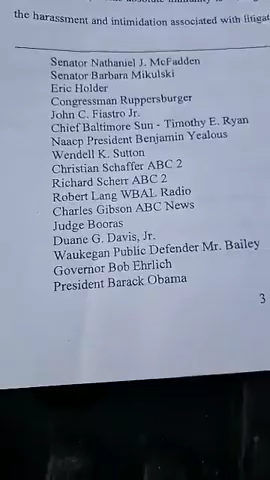 the harassment and intimidation associated with litigat
Senator Nathaniel J. McFadden
Senator Barbara Mikulski
Eric Holder
Congressman Ruppersburger
John C. Fiastro Jr.
Chief Baltimore Sun - Timothy E. Ryan
Naacp President Benjamin Yealous
Wendell K. Sutton
Christian Schaffer ABC 2
Richard Scherr ABC 2
Robert Lang WBAL Radio
Charles Gibson ABC News
Judge Booras
Duane G. Davis, Jr.
Waukegan Public Defender Mr. Bailey
Governor Bob Ehrlich
President Barack Obama
3